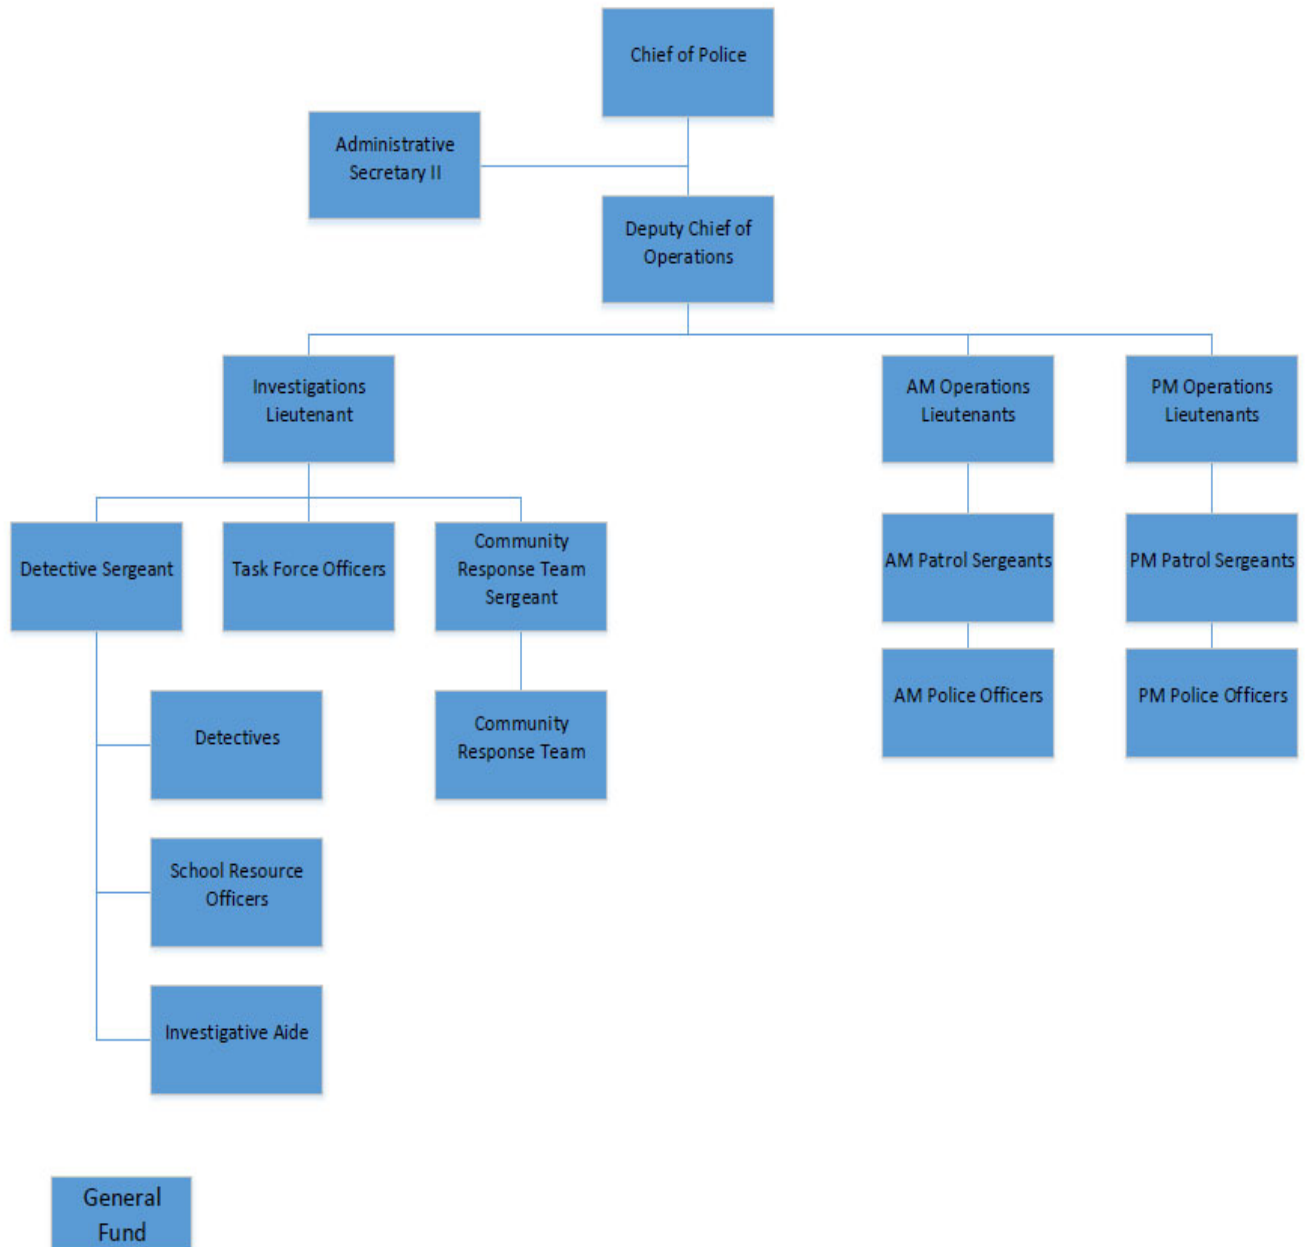 Chief of Police
Administrative
Secretary II
Deputy Chief of
Operations
Investigations
Lieutenant
AM Operations
Lieutenants
PM Operations
Lieutenants
Detective Sergeant
Task Force Officers
Community
Response Team
Sergeant
AM Patrol Sergeants
PM Patrol Sergeants
AM Police Officers
PM Police Officers
Detectives
Community
Response Team
School Resource
Officers
Investigative Aide
General
Fund